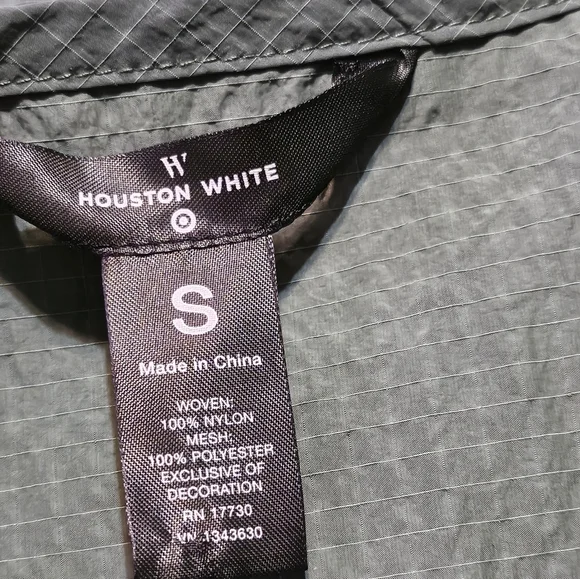 HW
HOUSTON WHITE
S
Made in China
WOVEN:
100% NYLON
MESH:
100% POLYESTER
EXCLUSIVE OF
DECORATION
RN 17730
VN 1343630